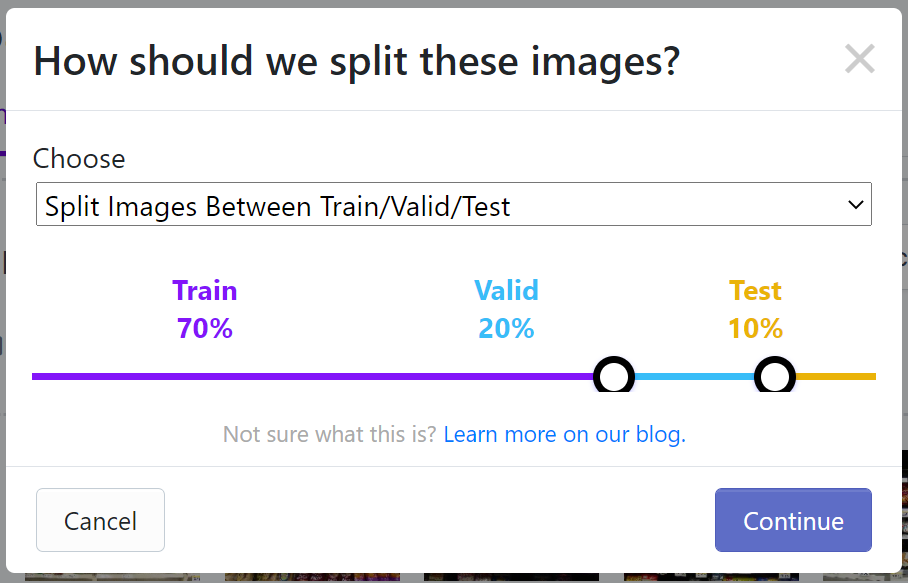 How should we split these images?
Choose
Split Images Between Train/Valid/Test
Train Valid Test
70% 20% 10%
Not sure what this is? Learn more on our blog.
Cancel Continue